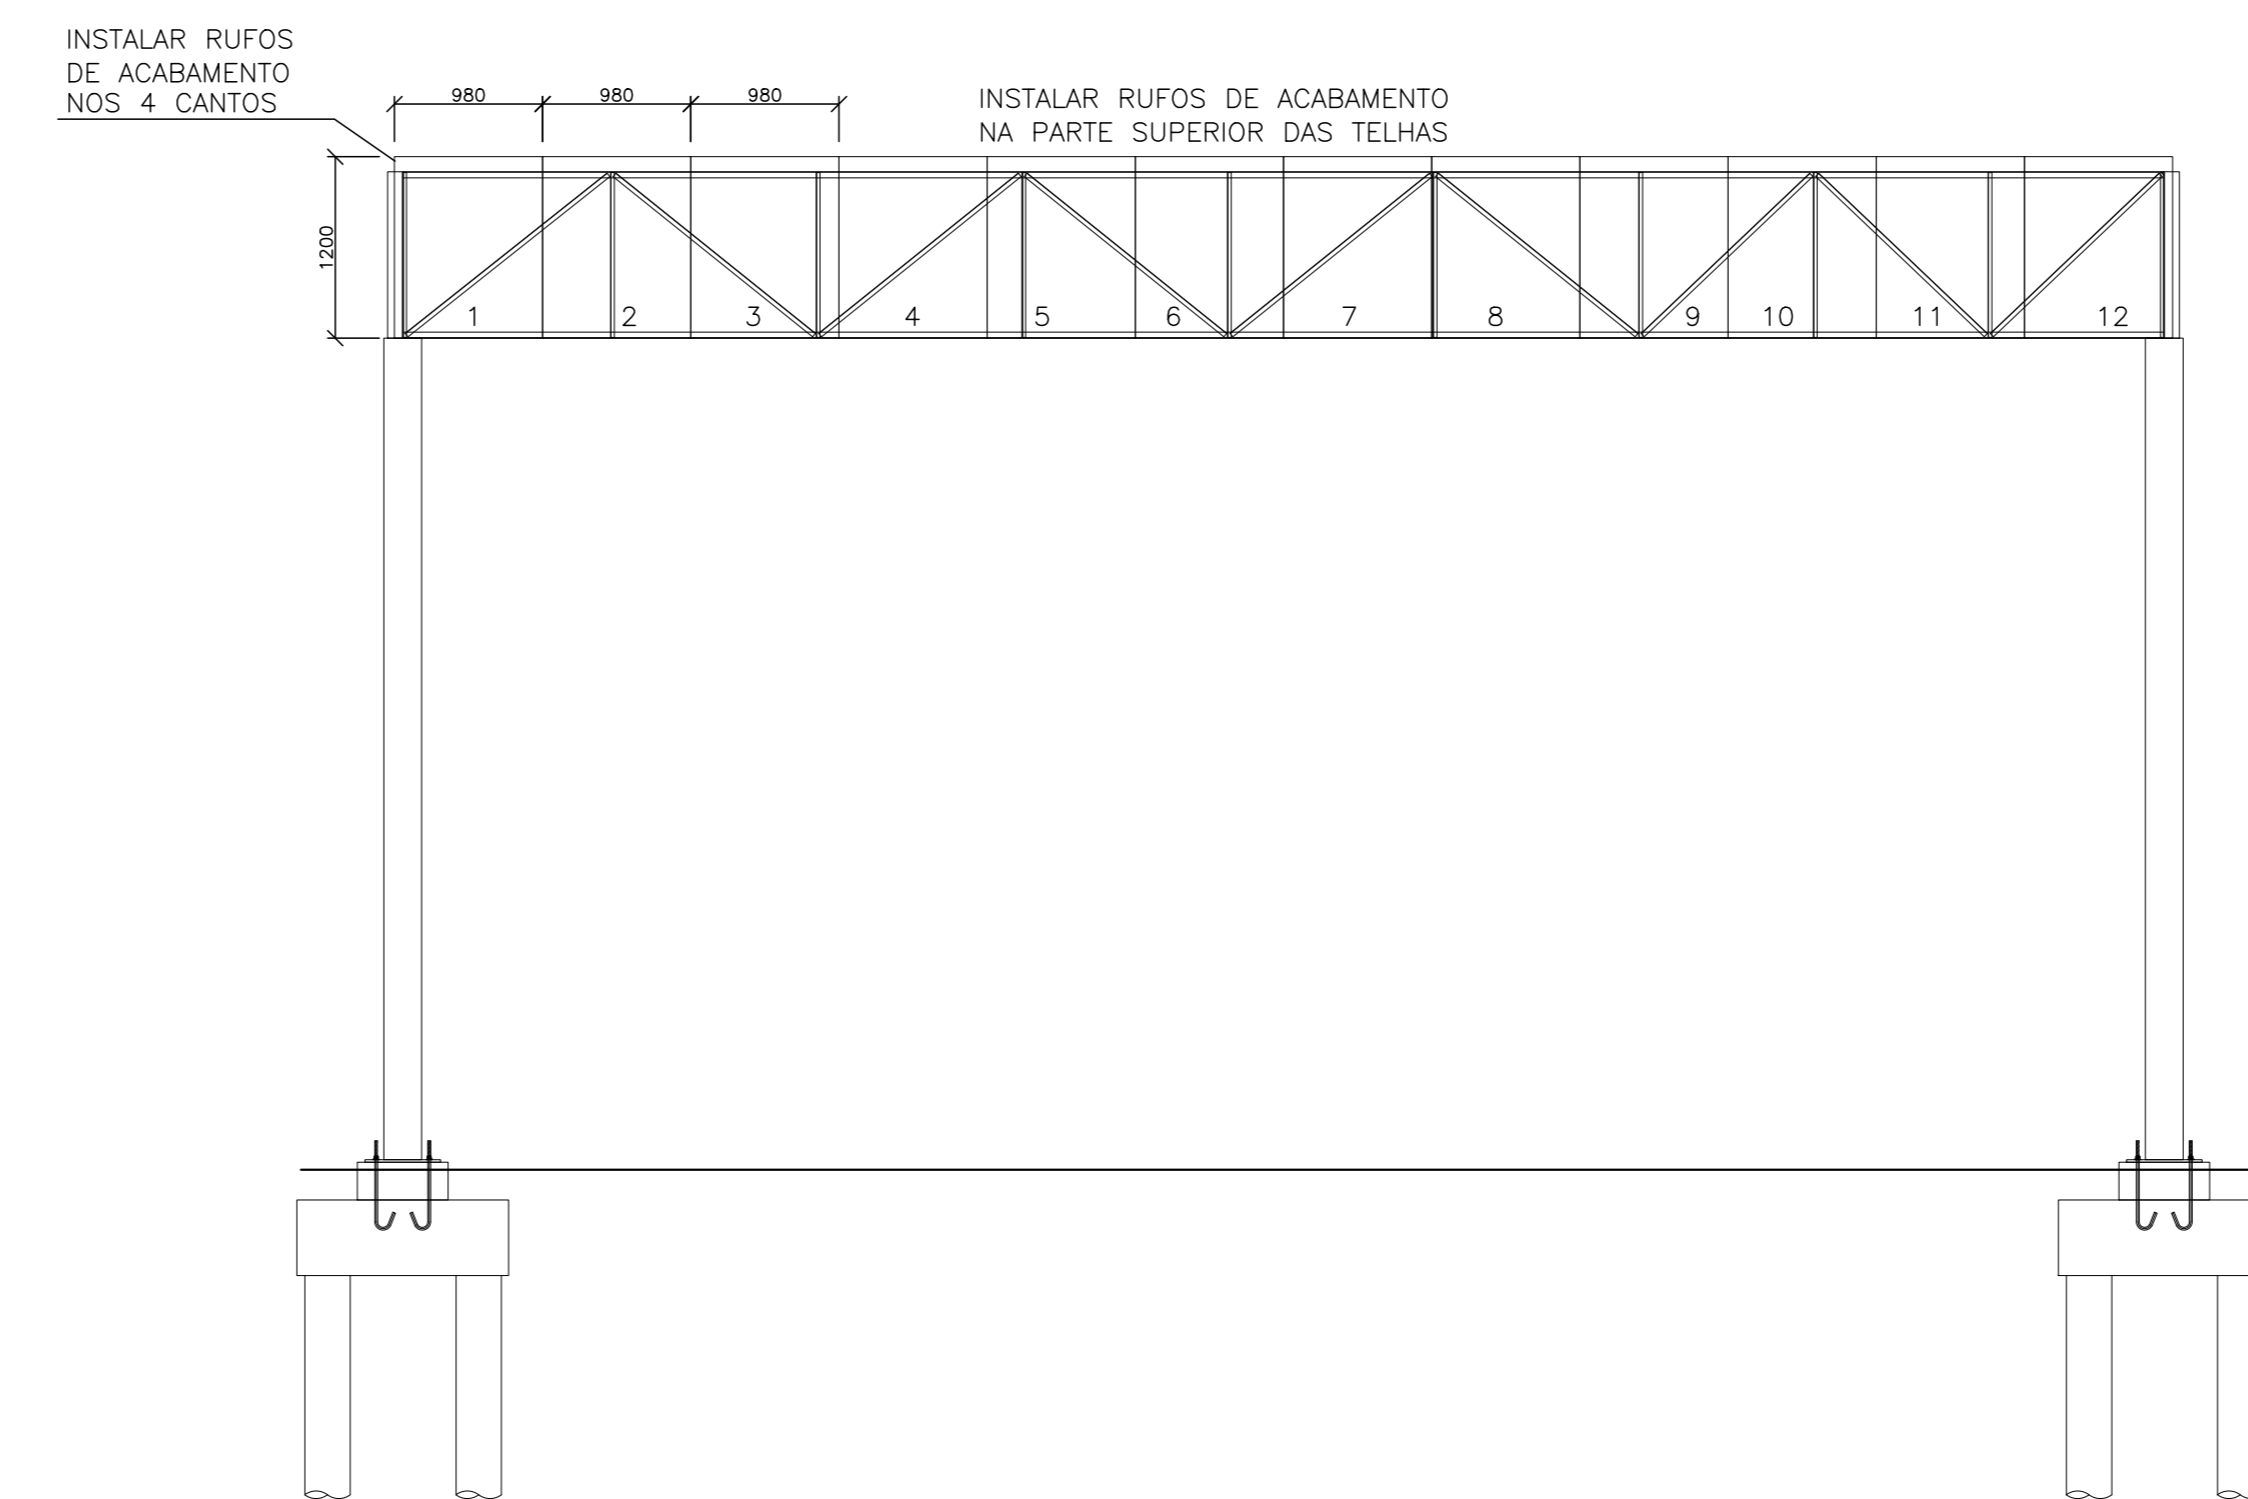 INSTALAR RUFOS
DE ACABAMENTO
NOS 4 CANTOS
980 980 980
INSTALAR RUFOS DE ACABAMENTO
NA PARTE SUPERIOR DAS TELHAS
1200
1 2 3 4 5 6 7 8 9 10 11 12